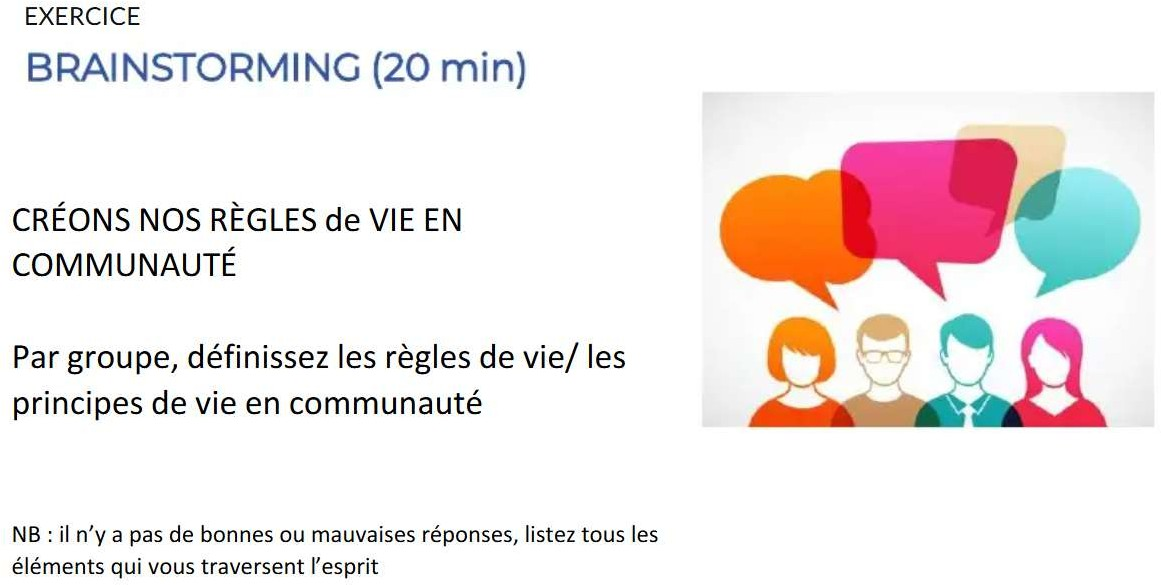 EXERCICE
BRAINSTORMING (20 min)
CRÉONS NOS RÈGLES de VIE EN
COMMUNAUTÉ
Par groupe, définissez les règles de vie/ les
principes de vie en communauté
NB : il n’y a pas de bonnes ou mauvaises réponses, listez tous les
éléments qui vous traversent l’esprit